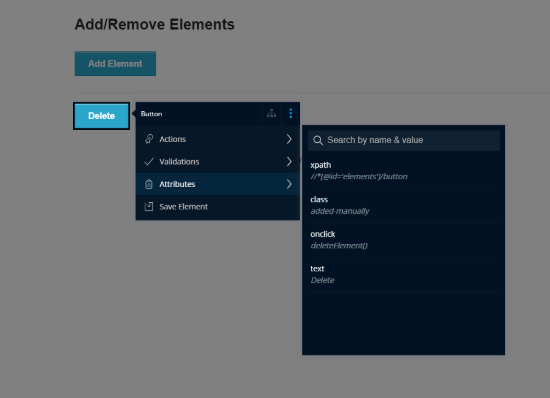 Add/Remove Elements
Add Element
Delete
Button
Actions
Validations
Attributes
Save Element
Search by name & value
xpath
//*[@id='elements']/button
class
added-manually
onclick
deleteElement()
text
Delete